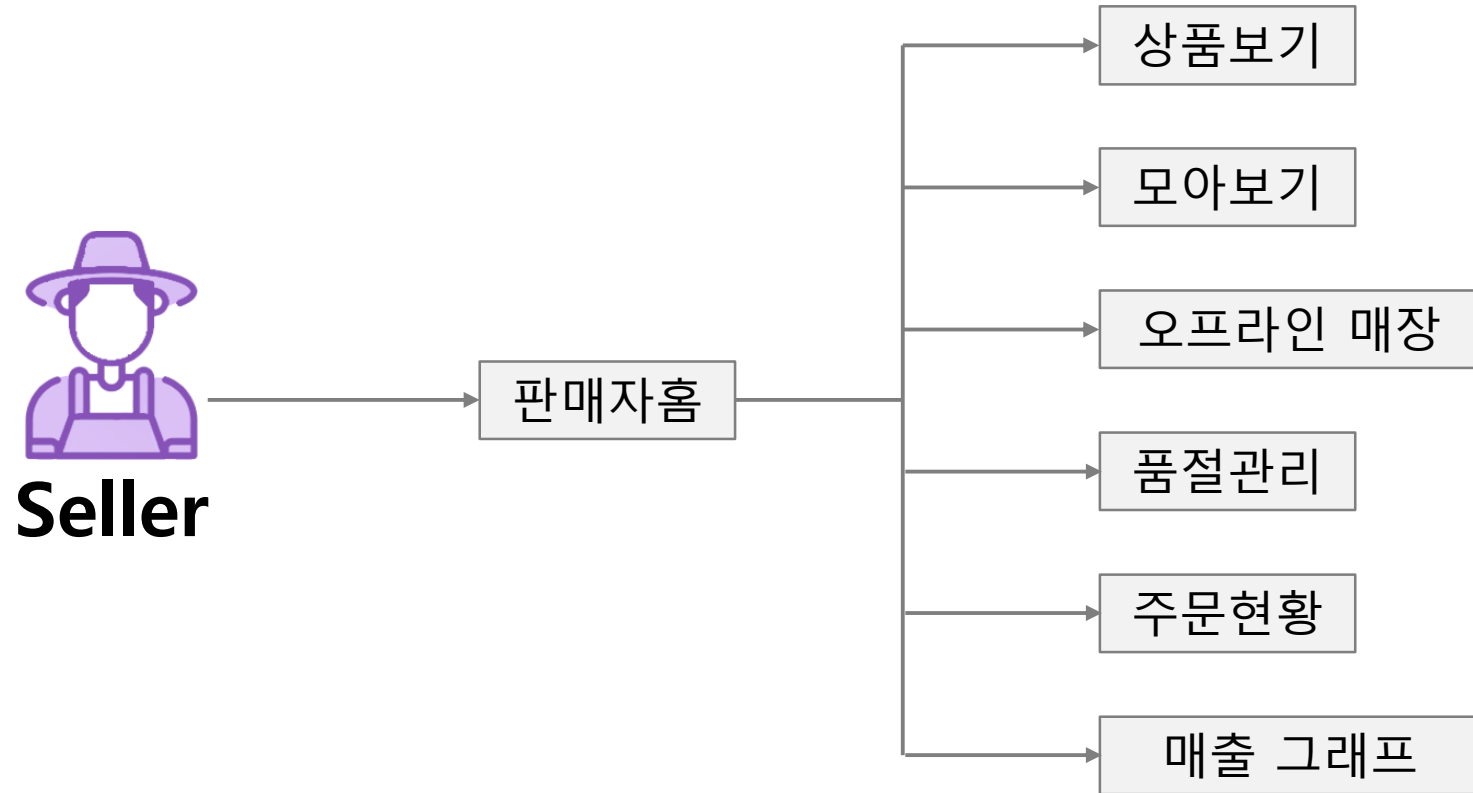 Seller
판매자홈
상품보기
모아보기
오프라인 매장
품절관리
주문현황
매출 그래프